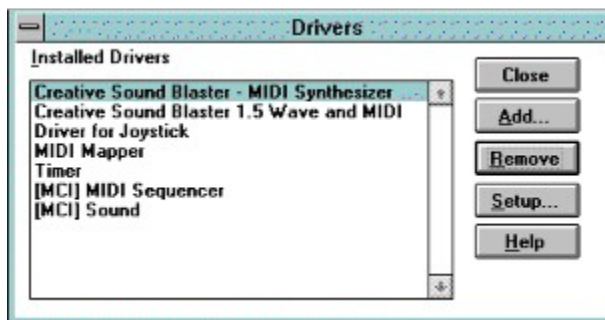 Drivers
Installed Drivers
Creative Sound Blaster - MIDI Synthesizer
Creative Sound Blaster 1.5 Wave and MIDI
Driver for Joystick
MIDI Mapper
Timer
[MCI] MIDI Sequencer
[MCI] Sound
Close
Add...
Remove
Setup...
Help